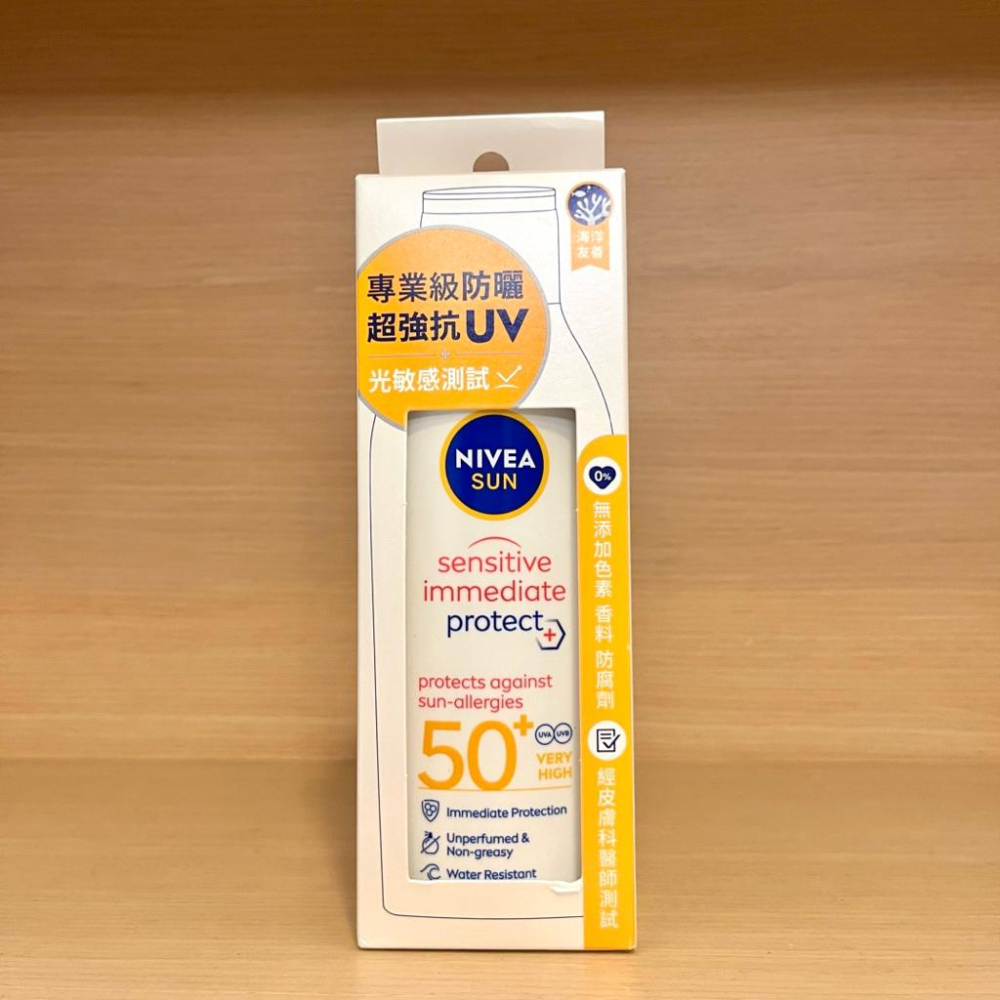 海洋
友善
專業級防曬
超強抗UV
光敏感測試
NIVEA
SUN
sensitive
immediate
protect+
protects against
sun-allergies
50+
UVA UVB
VERY
HIGH
Immediate Protection
Unperfumed &
Non-greasy
Water Resistant
0%
無添加色素 香料 防腐劑
經皮膚科醫師測試